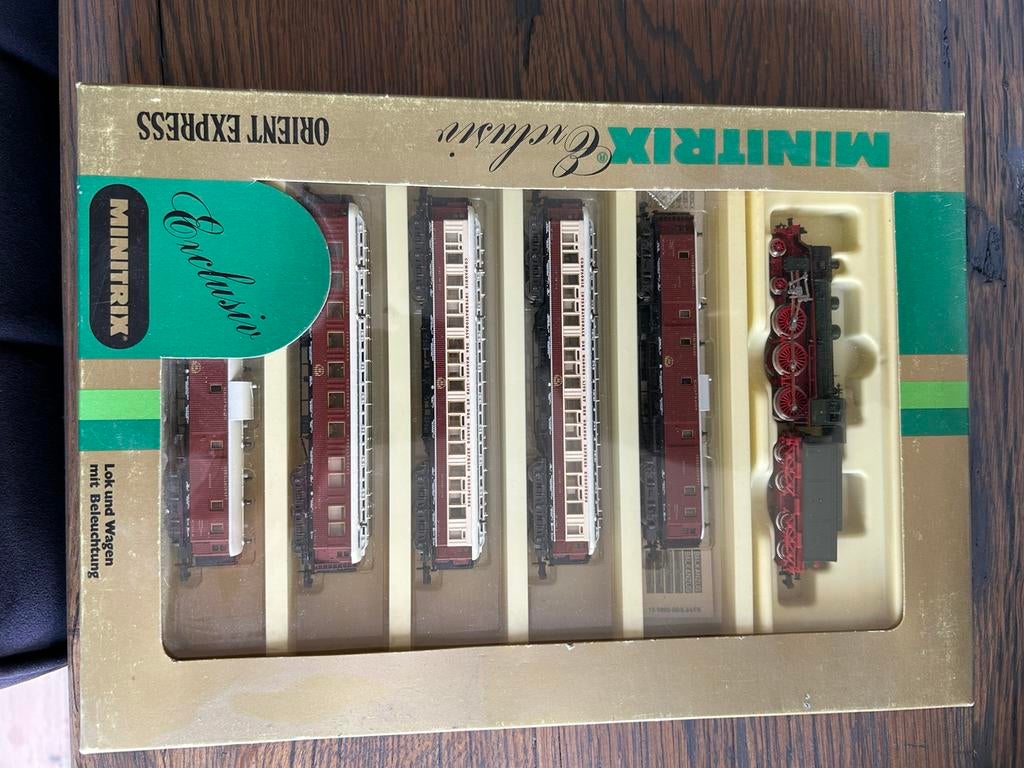 MINITRIX Exclusiv®
ORIENT EXPRESS
Exclusiv
MINITRIX®
Lok und Wagen
mit Beleuchtung